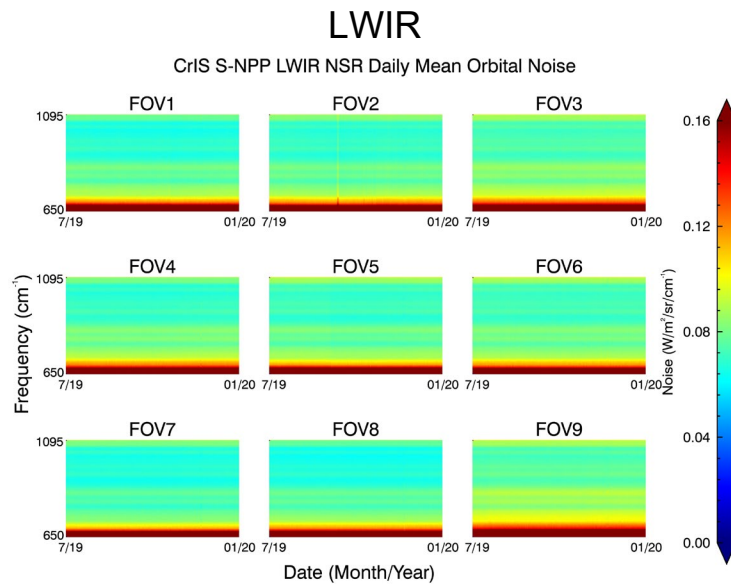 LWIR
CrIS S-NPP LWIR NSR Daily Mean Orbital Noise
FOV1 FOV2 FOV3
1095
650
7/19 01/20 7/19 01/20 7/19 01/20
FOV4 FOV5 FOV6
1095
650
7/19 01/20 7/19 01/20 7/19 01/20
FOV7 FOV8 FOV9
1095
650
7/19 01/20 7/19 01/20 7/19 01/20
Frequency (cm⁻¹)
Date (Month/Year)
0.16
0.12
0.08
0.04
0.00
Noise (W/m²/sr/cm⁻¹)